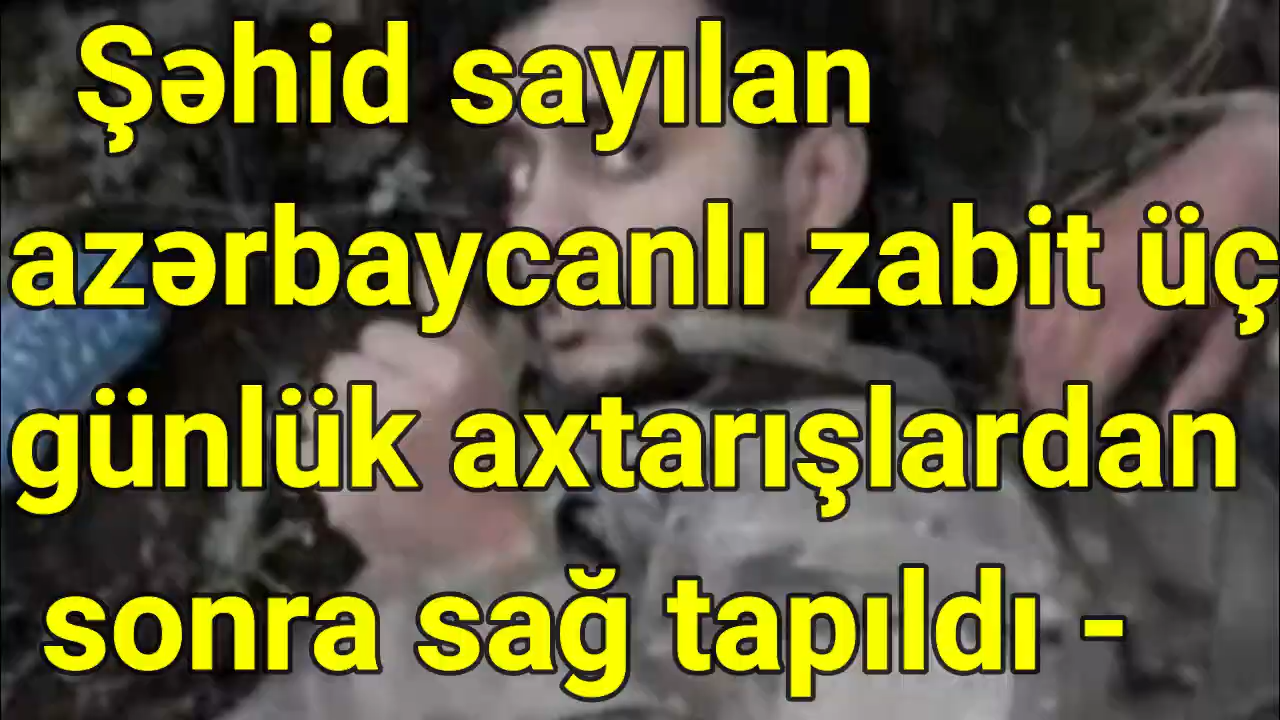 Şəhid sayılan
azərbaycanlı zabit üç
günlük axtarışlardan
sonra sağ tapıldı -